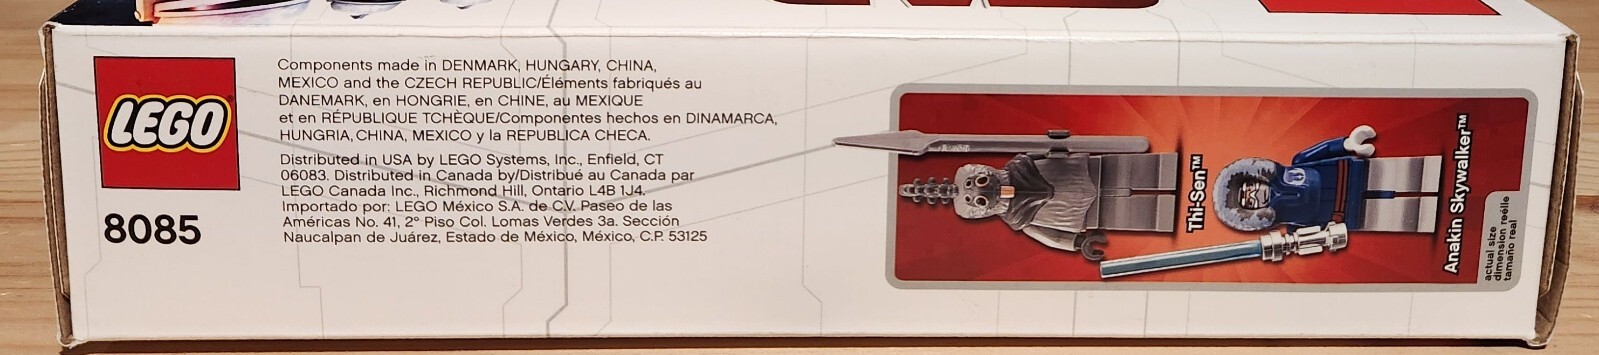 LEGO
8085
Components made in DENMARK, HUNGARY, CHINA,
MEXICO and the CZECH REPUBLIC/Éléments fabriqués au
DANEMARK, en HONGRIE, en CHINE, au MEXIQUE
et en RÉPUBLIQUE TCHÈQUE/Componentes hechos en DINAMARCA,
HUNGRIA, CHINA, MEXICO y la REPUBLICA CHECA.
Distributed in USA by LEGO Systems, Inc., Enfield, CT
06083. Distributed in Canada by/Distribué au Canada par
LEGO Canada Inc., Richmond Hill, Ontario L4B 1J4.
Importado por: LEGO México S.A. de C.V. Paseo de las
Américas No. 41, 2° Piso Col. Lomas Verdes 3a. Sección
Naucalpan de Juárez, Estado de México, México, C.P. 53125
Thi-Sen™
Anakin Skywalker™
actual size
dimension réelle
tamaño real